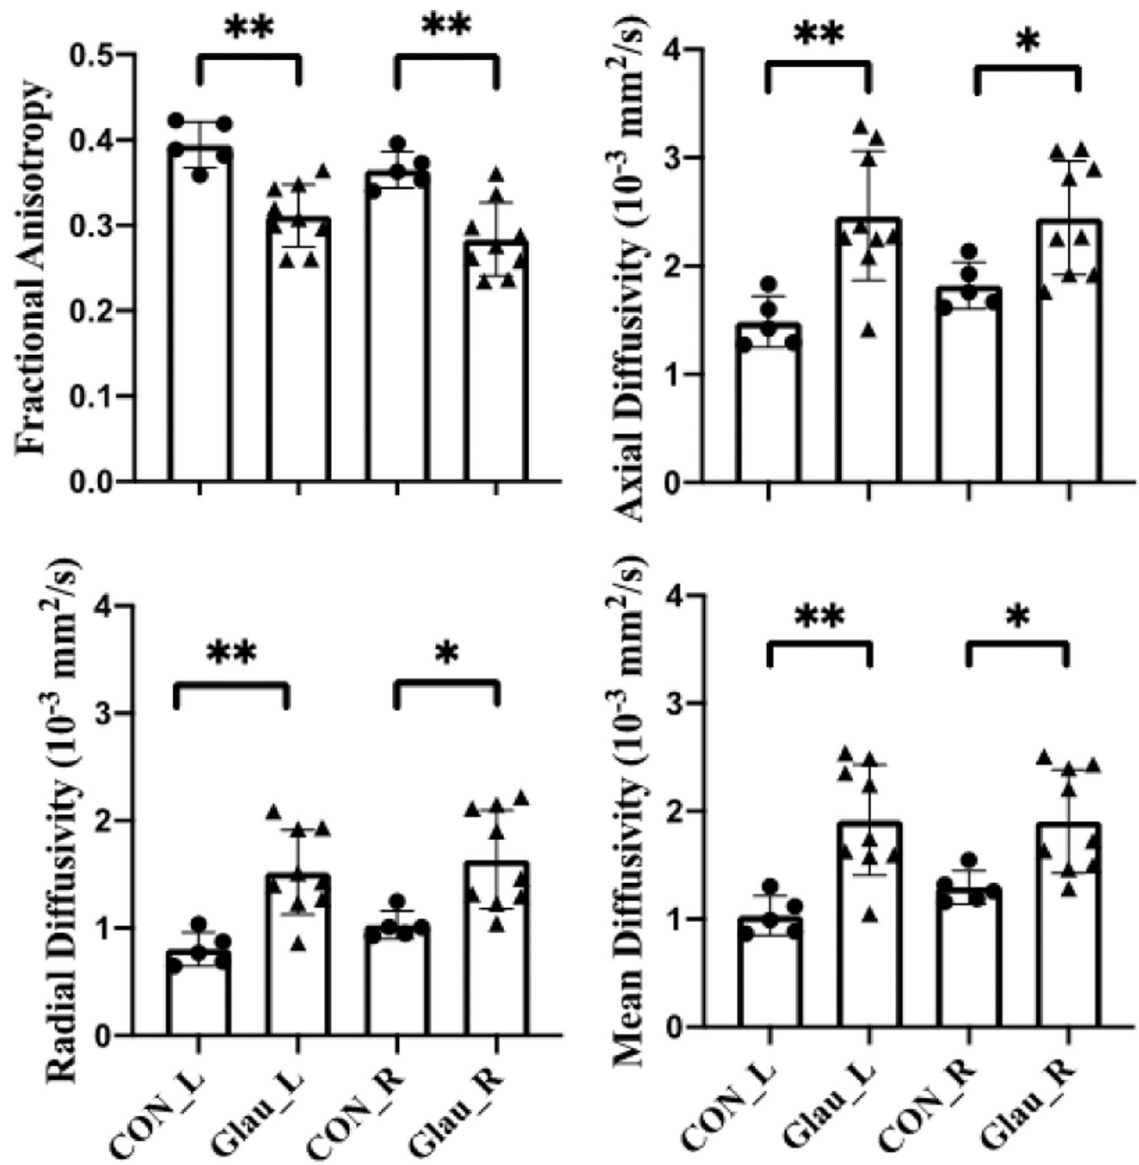 Fractional Anisotropy
0.5
0.4
0.3
0.2
0.1
0.0
**
**
Axial Diffusivity (10⁻³ mm²/s)
4
3
2
1
0
**
*
Radial Diffusivity (10⁻³ mm²/s)
4
3
2
1
0
**
*
CON_L
Glau_L
CON_R
Glau_R
Mean Diffusivity (10⁻³ mm²/s)
4
3
2
1
0
**
*
CON_L
Glau_L
CON_R
Glau_R